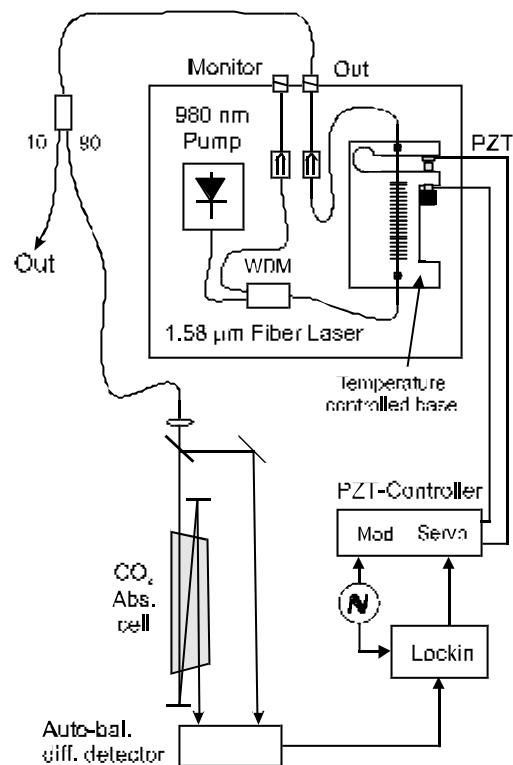 Monitor
Out
980 nm
Pump
PZT
10
90
Out
WDM
1.58 µm Fiber Laser
Temperature
controlled base
PZT-Controller
Mod
Servo
CO₂
Abs.
cell
N
Lockin
Auto-bal.
diff. detector